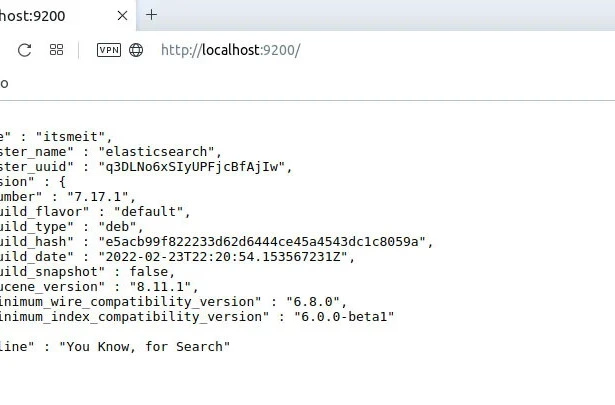 host:9200
VPN http://localhost:9200/
o
e" : "itsmeit",
ster_name" : "elasticsearch",
ster_uuid" : "q3DLNo6xSIyUPFjcBfAjIw",
sion" : {
umber" : "7.17.1",
uild_flavor" : "default",
uild_type" : "deb",
uild_hash" : "e5acb99f822233d62d6444ce45a4543dc1c8059a",
uild_date" : "2022-02-23T22:20:54.153567231Z",
uild_snapshot" : false,
ucene_version" : "8.11.1",
inimum_wire_compatibility_version" : "6.8.0",
inimum_index_compatibility_version" : "6.0.0-beta1"
line" : "You Know, for Search"